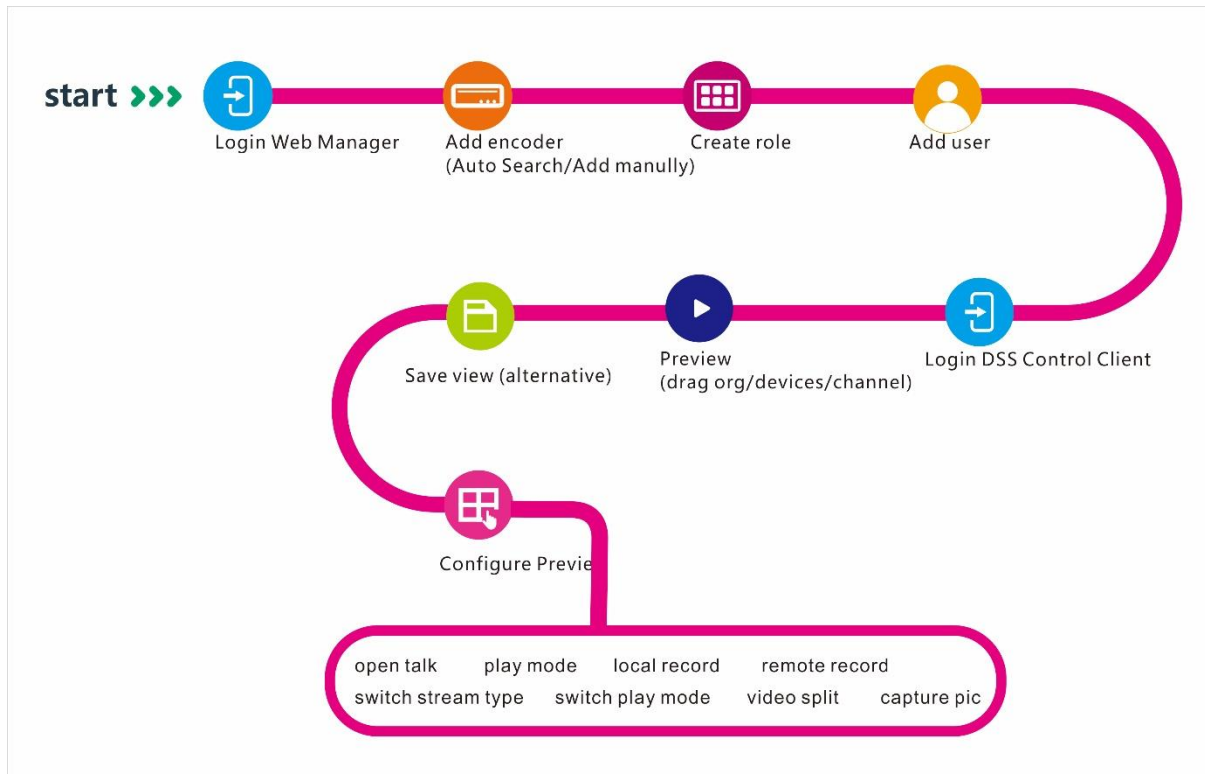 start >>>
Login Web Manager
Add encoder
(Auto Search/Add manully)
Create role
Add user
Login DSS Control Client
Preview
(drag org/devices/channel)
Save view (alternative)
Configure Previe
open talk play mode local record remote record
switch stream type switch play mode video split capture pic